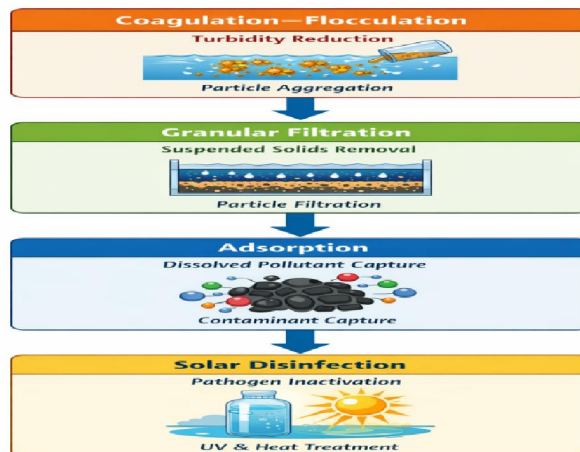 Coagulation—Flocculation
Turbidity Reduction
Particle Aggregation
Granular Filtration
Suspended Solids Removal
Particle Filtration
Adsorption
Dissolved Pollutant Capture
Contaminant Capture
Solar Disinfection
Pathogen Inactivation
UV & Heat Treatment